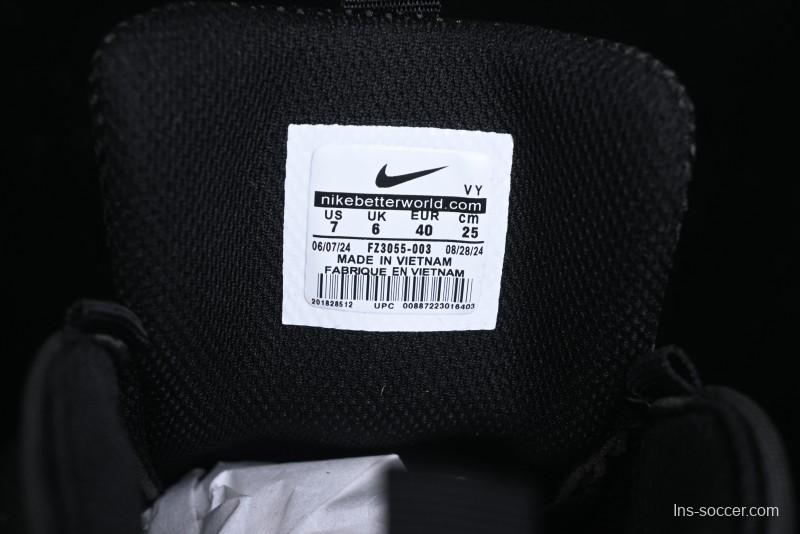 VY
nikebetterworld.com
US UK EUR cm
7 6 40 25
06/07/24 FZ3055-003 08/28/24
MADE IN VIETNAM
FABRIQUE EN VIETNAM
201828512 UPC 00887223016403
Ins-soccer.com